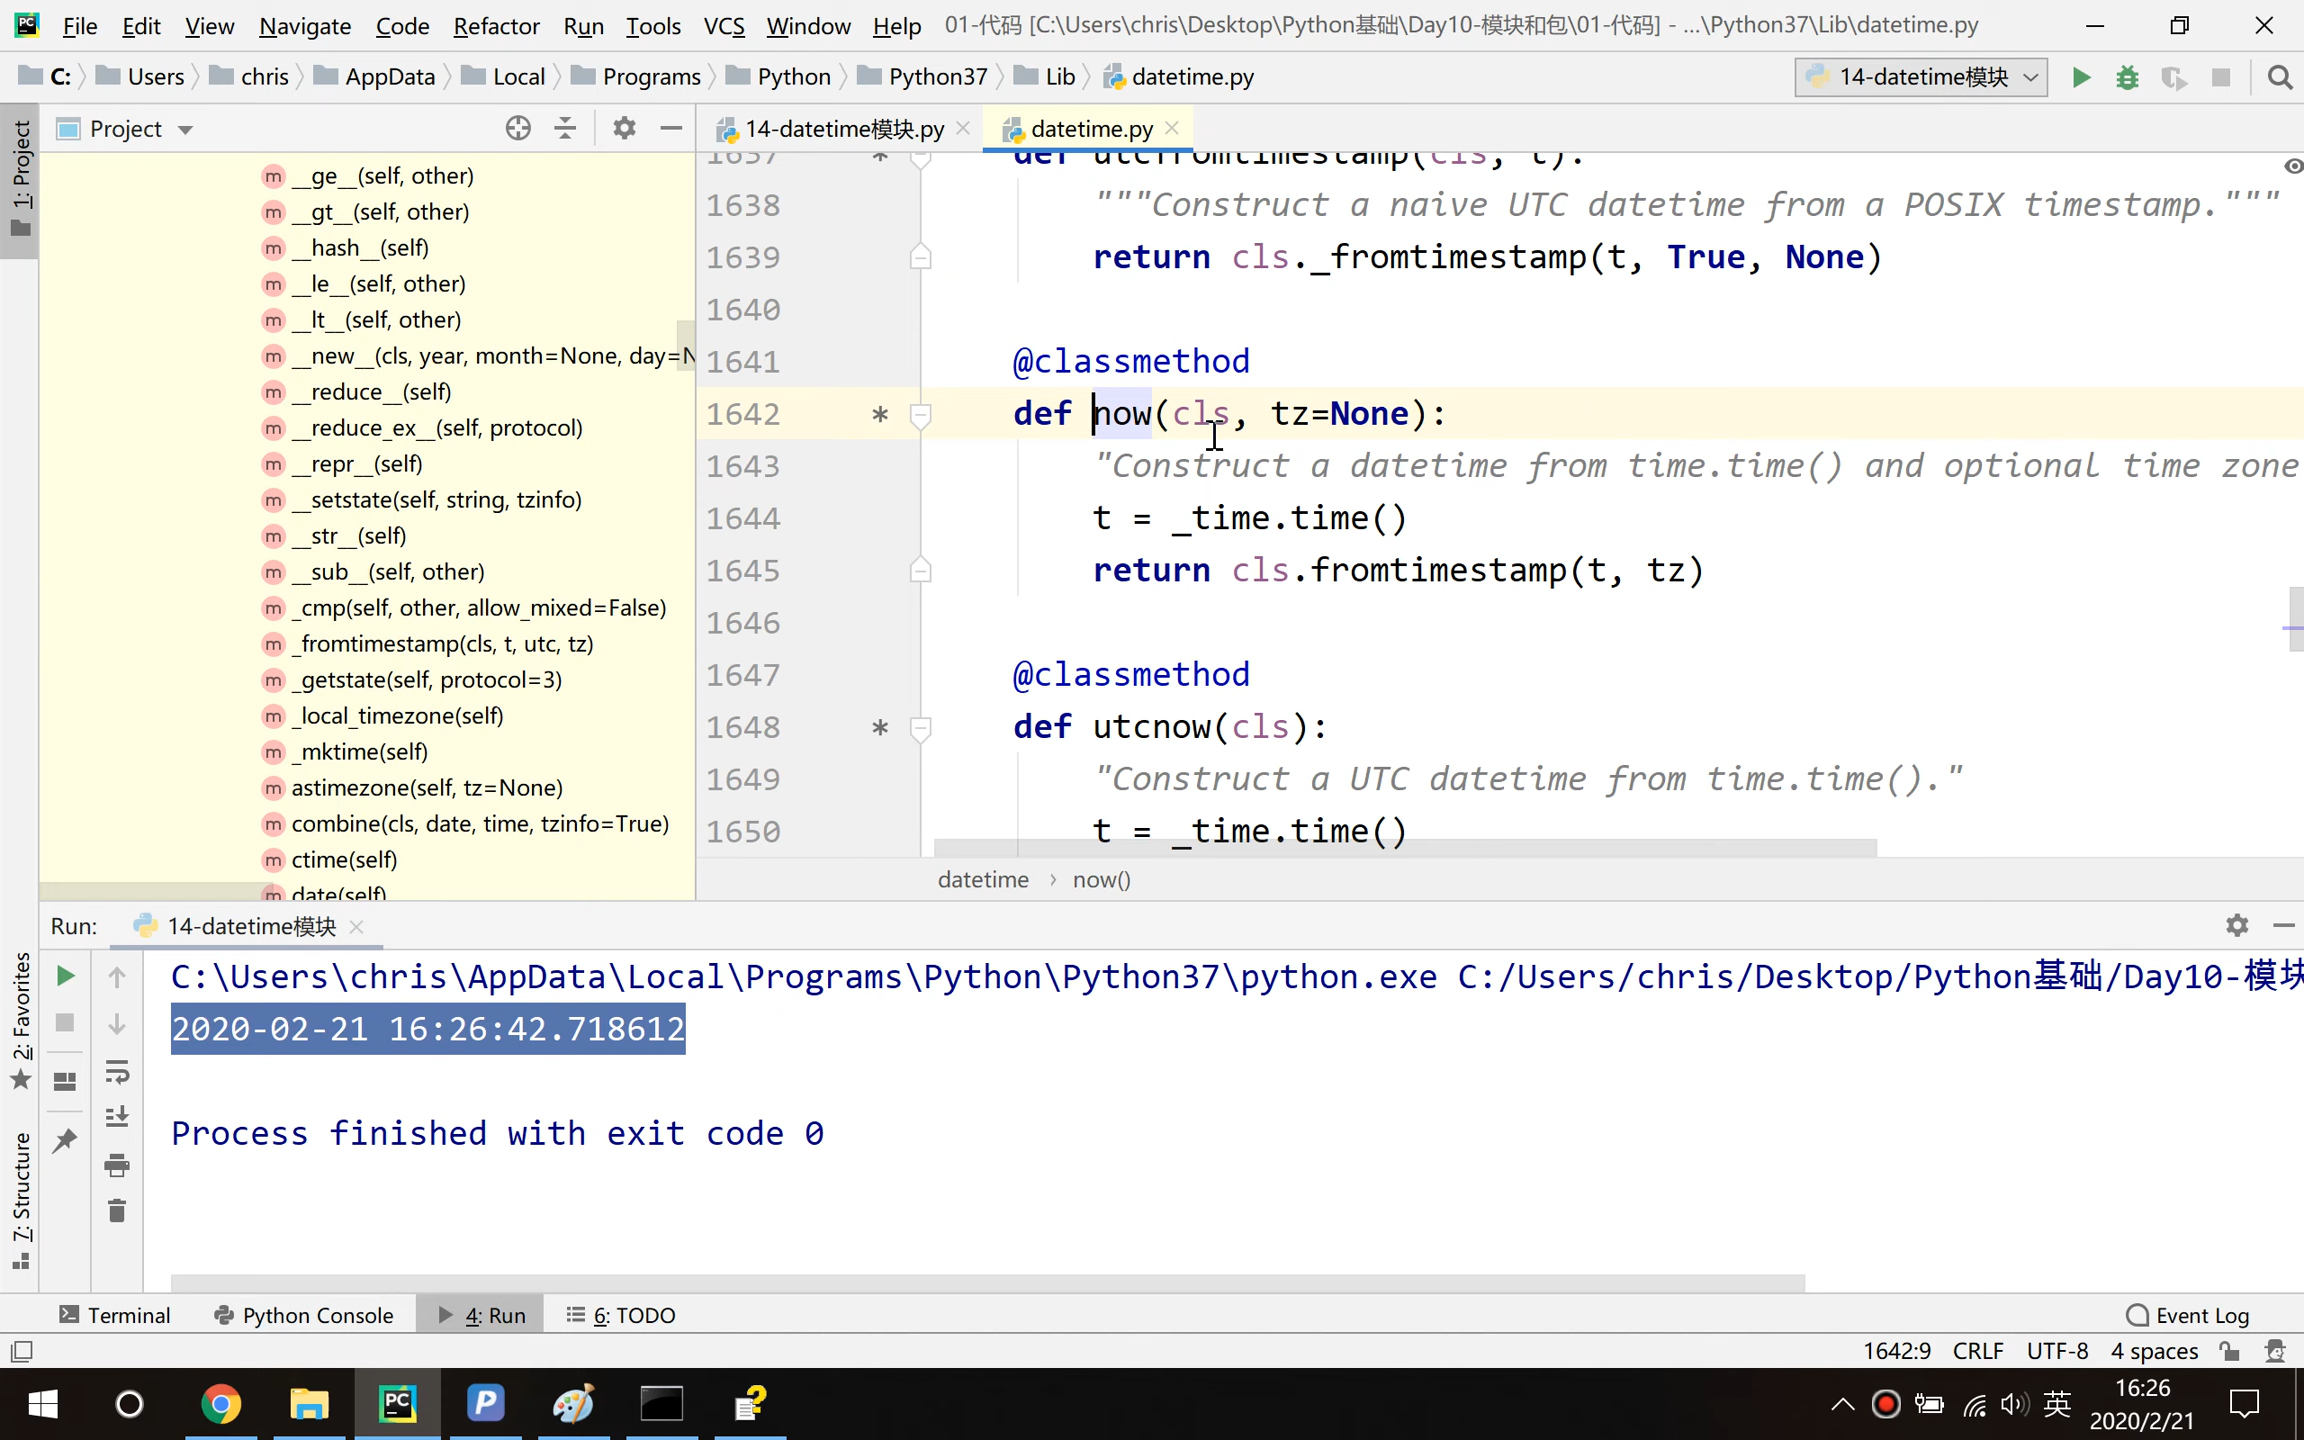 File Edit View Navigate Code Refactor Run Tools VCS Window Help 01-代码 [C:\Users\chris\Desktop\Python基础\Day10-模块和包\01-代码] - ...\Python37\Lib\datetime.py
C: Users chris AppData Local Programs Python Python37 Lib datetime.py 14-datetime模块
Project 14-datetime模块.py datetime.py
1: Project
__ge__(self, other)
__gt__(self, other)
__hash__(self)
__le__(self, other)
__lt__(self, other)
__new__(cls, year, month=None, day=N
__reduce__(self)
__reduce_ex__(self, protocol)
__repr__(self)
__setstate(self, string, tzinfo)
__str__(self)
__sub__(self, other)
_cmp(self, other, allow_mixed=False)
_fromtimestamp(cls, t, utc, tz)
_getstate(self, protocol=3)
_local_timezone(self)
_mktime(self)
astimezone(self, tz=None)
combine(cls, date, time, tzinfo=True)
ctime(self)
date(self)
1637 * def utcfromtimestamp(cls, t):
1638 """Construct a naive UTC datetime from a POSIX timestamp."""
1639 return cls._fromtimestamp(t, True, None)
1640
1641 @classmethod
1642 * def now(cls, tz=None):
1643 "Construct a datetime from time.time() and optional time zone
1644 t = _time.time()
1645 return cls.fromtimestamp(t, tz)
1646
1647 @classmethod
1648 * def utcnow(cls):
1649 "Construct a UTC datetime from time.time()."
1650 t = _time.time()
datetime › now()
Run: 14-datetime模块
2: Favorites
7: Structure
C:\Users\chris\AppData\Local\Programs\Python\Python37\python.exe C:/Users/chris/Desktop/Python基础/Day10-模块
2020-02-21 16:26:42.718612
Process finished with exit code 0
Terminal Python Console 4: Run 6: TODO Event Log
1642:9 CRLF UTF-8 4 spaces
英 16:26
2020/2/21